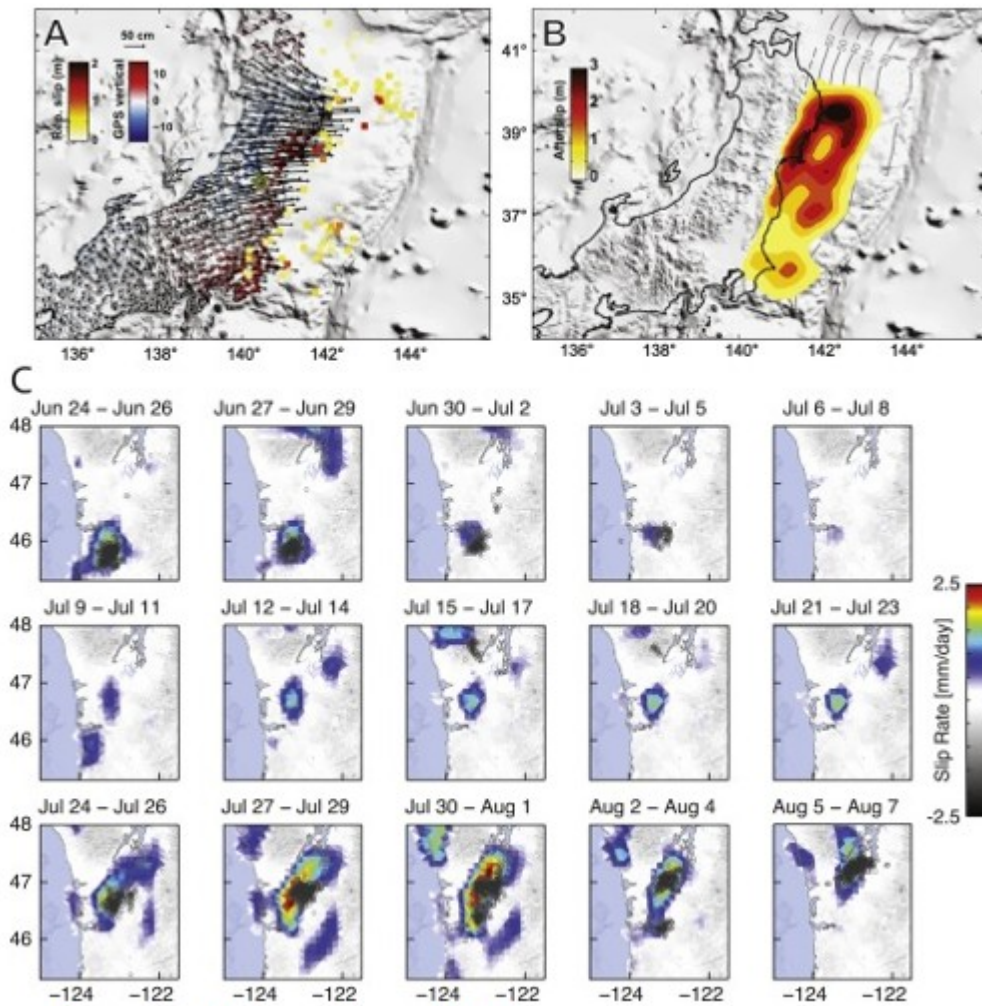 A
50 cm
Rep. slip (m)
2
1
0
GPS vertical
10
0
-10
136°
138°
140°
142°
144°
B
41°
39°
37°
35°
Afterslip (m)
3
2
1
0
136°
138°
140°
142°
144°
C
Jun 24 – Jun 26
Jun 27 – Jun 29
Jun 30 – Jul 2
Jul 3 – Jul 5
Jul 6 – Jul 8
48
47
46
Jul 9 – Jul 11
Jul 12 – Jul 14
Jul 15 – Jul 17
Jul 18 – Jul 20
Jul 21 – Jul 23
48
47
46
2.5
Slip Rate [mm/day]
-2.5
Jul 24 – Jul 26
Jul 27 – Jul 29
Jul 30 – Aug 1
Aug 2 – Aug 4
Aug 5 – Aug 7
48
47
46
−124 −122
−124 −122
−124 −122
−124 −122
−124 −122